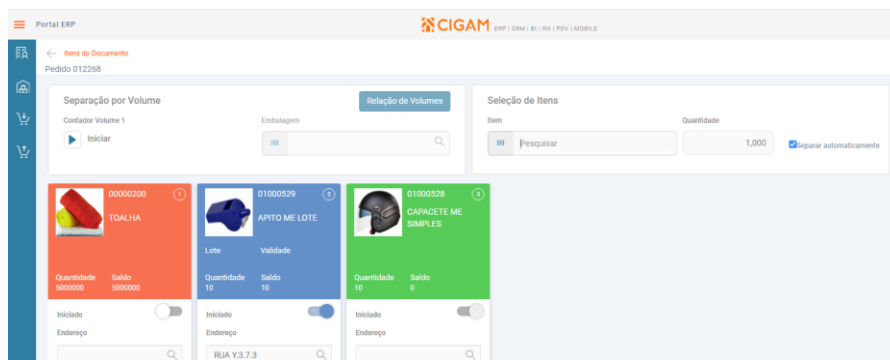 Portal ERP
CIGAM ERP | CRM | BI | RH | PDV | MOBILE
Itens do Documento
Pedido 012268
Separação por Volume
Relação de Volumes
Contador Volume 1
Embalagem
Iniciar
Seleção de Itens
Item
Quantidade
Pesquisar
1,000
Separar automaticamente
00000200
1
TOALHA
Quantidade Saldo
5000000 5000000
Iniciado
Endereço
01000529
2
APITO ME LOTE
Lote Validade
Quantidade Saldo
10 10
Iniciado
Endereço
RUA Y.3.7.3
01000528
3
CAPACETE ME
SIMPLES
Quantidade Saldo
10 0
Iniciado
Endereço